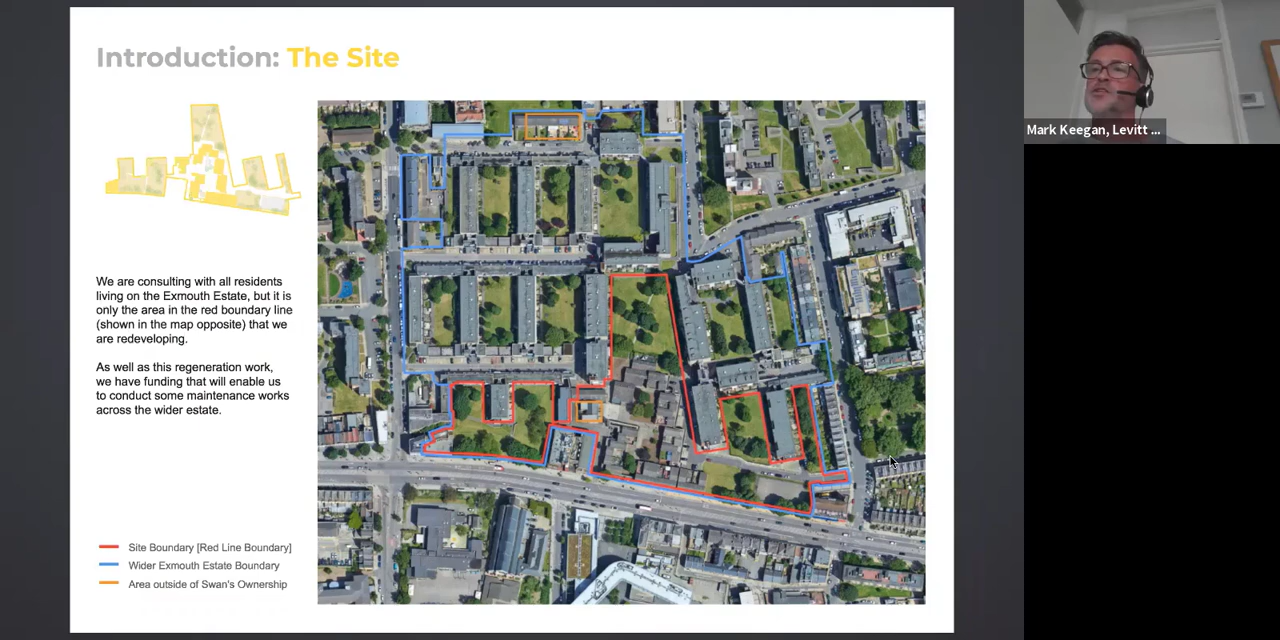 Introduction: The Site
We are consulting with all residents
living on the Exmouth Estate, but it is
only the area in the red boundary line
(shown in the map opposite) that we
are redeveloping.
As well as this regeneration work,
we have funding that will enable us
to conduct some maintenance works
across the wider estate.
Site Boundary [Red Line Boundary]
Wider Exmouth Estate Boundary
Area outside of Swan's Ownership
Mark Keegan, Levitt ...